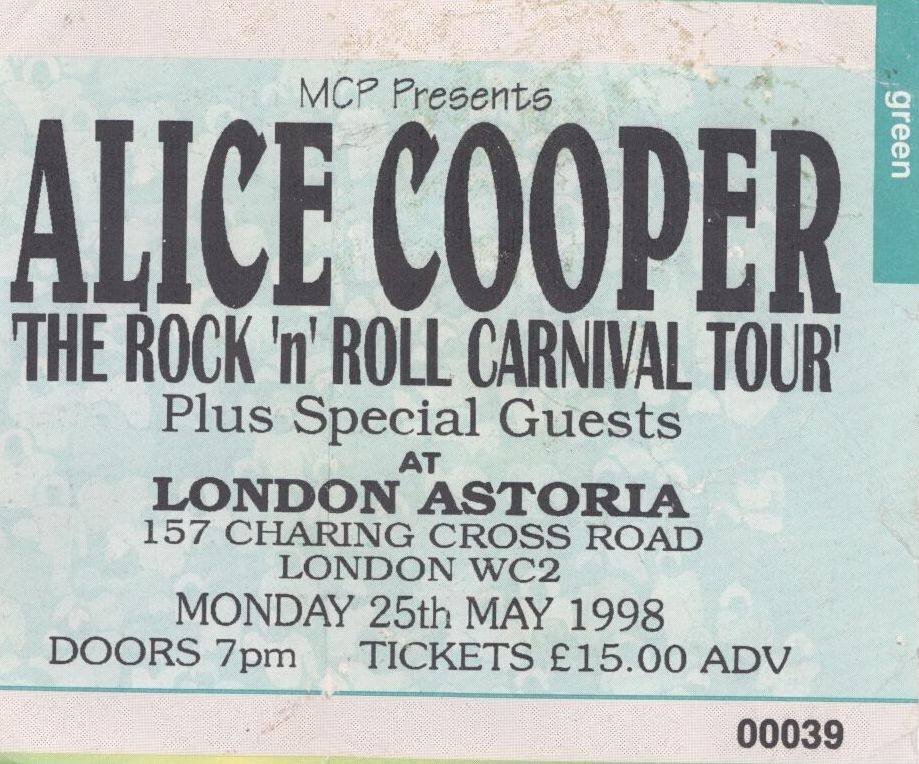 MCP Presents
ALICE COOPER
'THE ROCK 'n' ROLL CARNIVAL TOUR'
Plus Special Guests
AT
LONDON ASTORIA
157 CHARING CROSS ROAD
LONDON WC2
MONDAY 25th MAY 1998
DOORS 7pm TICKETS £15.00 ADV
00039
green